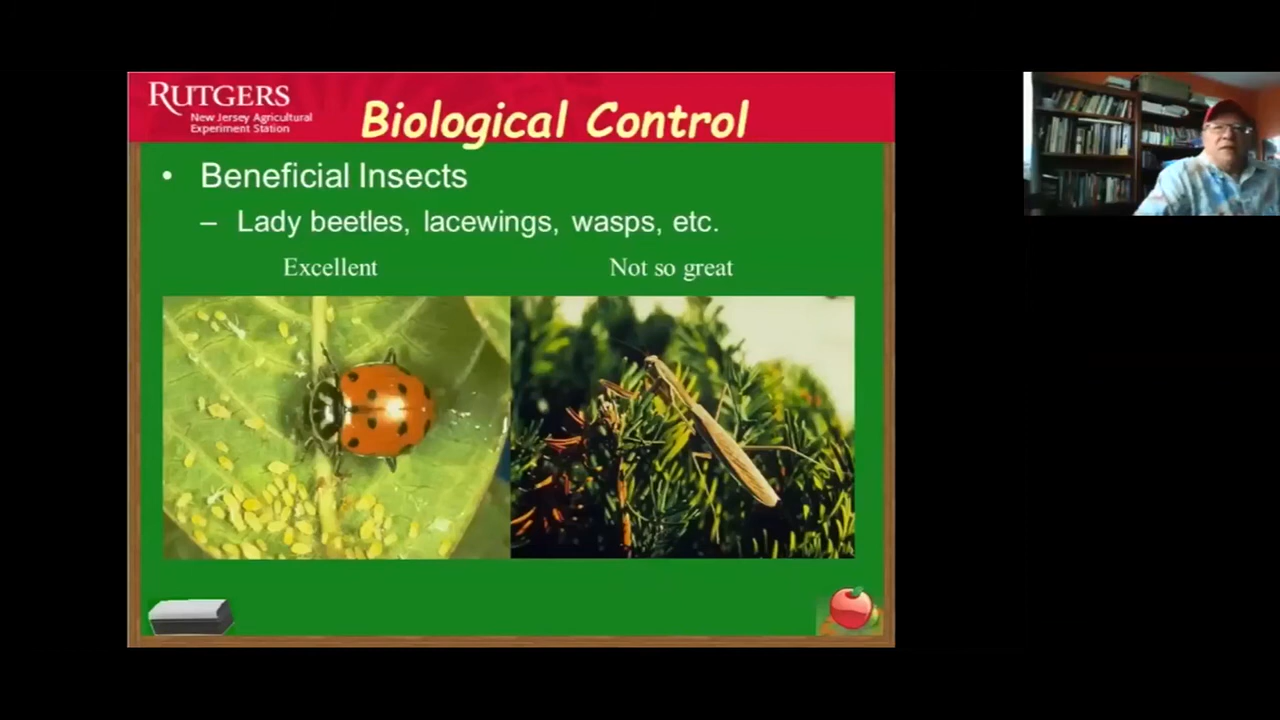 RUTGERS
New Jersey Agricultural
Experiment Station
Biological Control
• Beneficial Insects
– Lady beetles, lacewings, wasps, etc.
Excellent
Not so great